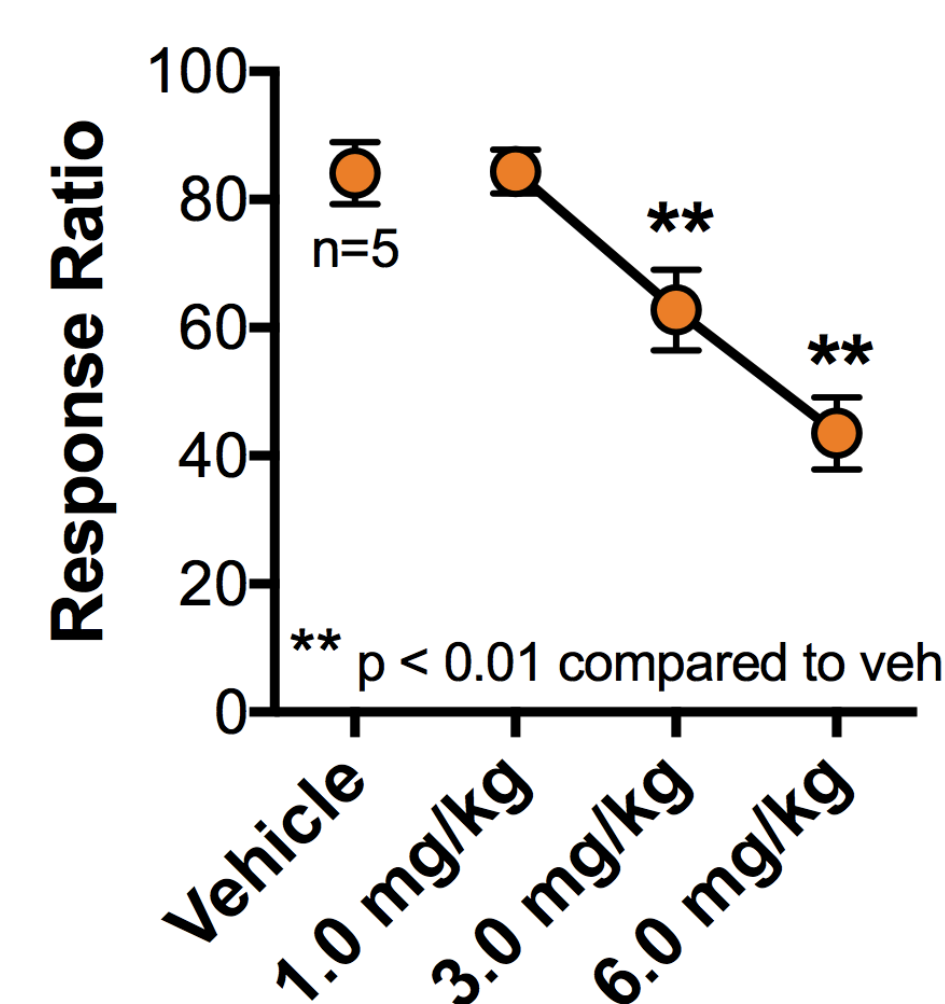 Response Ratio
100
80
60
40
20
0
n=5
**
**
** p < 0.01 compared to veh
Vehicle
1.0 mg/kg
3.0 mg/kg
6.0 mg/kg